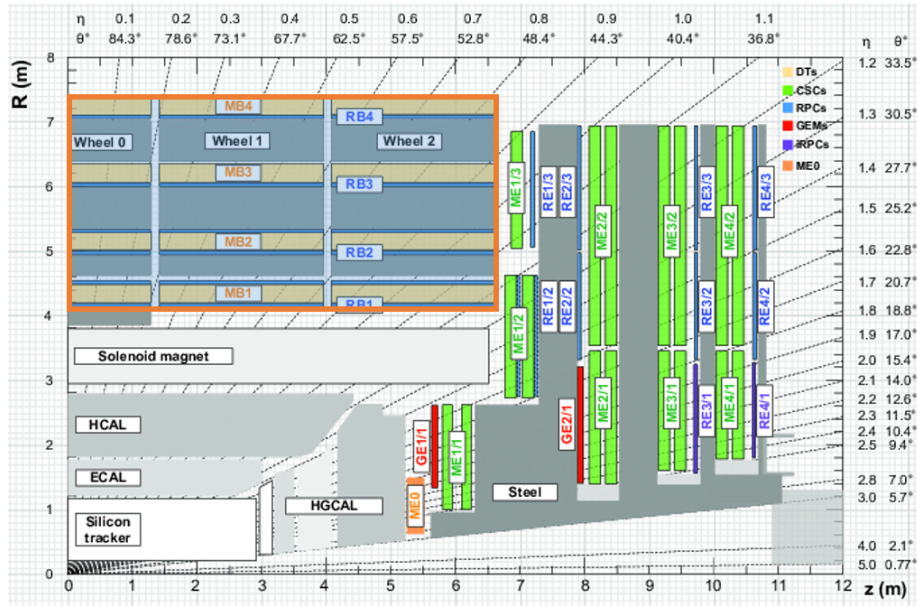 η 0.1 0.2 0.3 0.4 0.5 0.6 0.7 0.8 0.9 1.0 1.1
θ° 84.3° 78.6° 73.1° 67.7° 62.5° 57.5° 52.8° 48.4° 44.3° 40.4° 36.8° η θ°
R (m)
8
7
6
5
4
3
2
1
0
1.2 33.5°
1.3 30.5°
1.4 27.7°
1.5 25.2°
1.6 22.8°
1.7 20.7°
1.8 18.8°
1.9 17.0°
2.0 15.4°
2.1 14.0°
2.2 12.6°
2.3 11.5°
2.4 10.4°
2.5 9.4°
2.8 7.0°
3.0 5.7°
4.0 2.1°
5.0 0.77°
DTs
CSCs
RPCs
GEMs
iRPCs
ME0
MB4
RB4
Wheel 0
Wheel 1
Wheel 2
MB3
RB3
MB2
RB2
MB1
RB1
Solenoid magnet
HCAL
ECAL
Silicon
tracker
HGCAL
Steel
ME0
GE1/1
ME1/1
ME1/2
ME1/3
RE1/3
RE2/3
RE1/2
RE2/2
GE2/1
ME2/1
ME2/2
ME3/1
ME3/2
RE3/1
RE3/2
RE3/3
ME4/1
ME4/2
RE4/1
RE4/2
RE4/3
0 1 2 3 4 5 6 7 8 9 10 11 12
z (m)